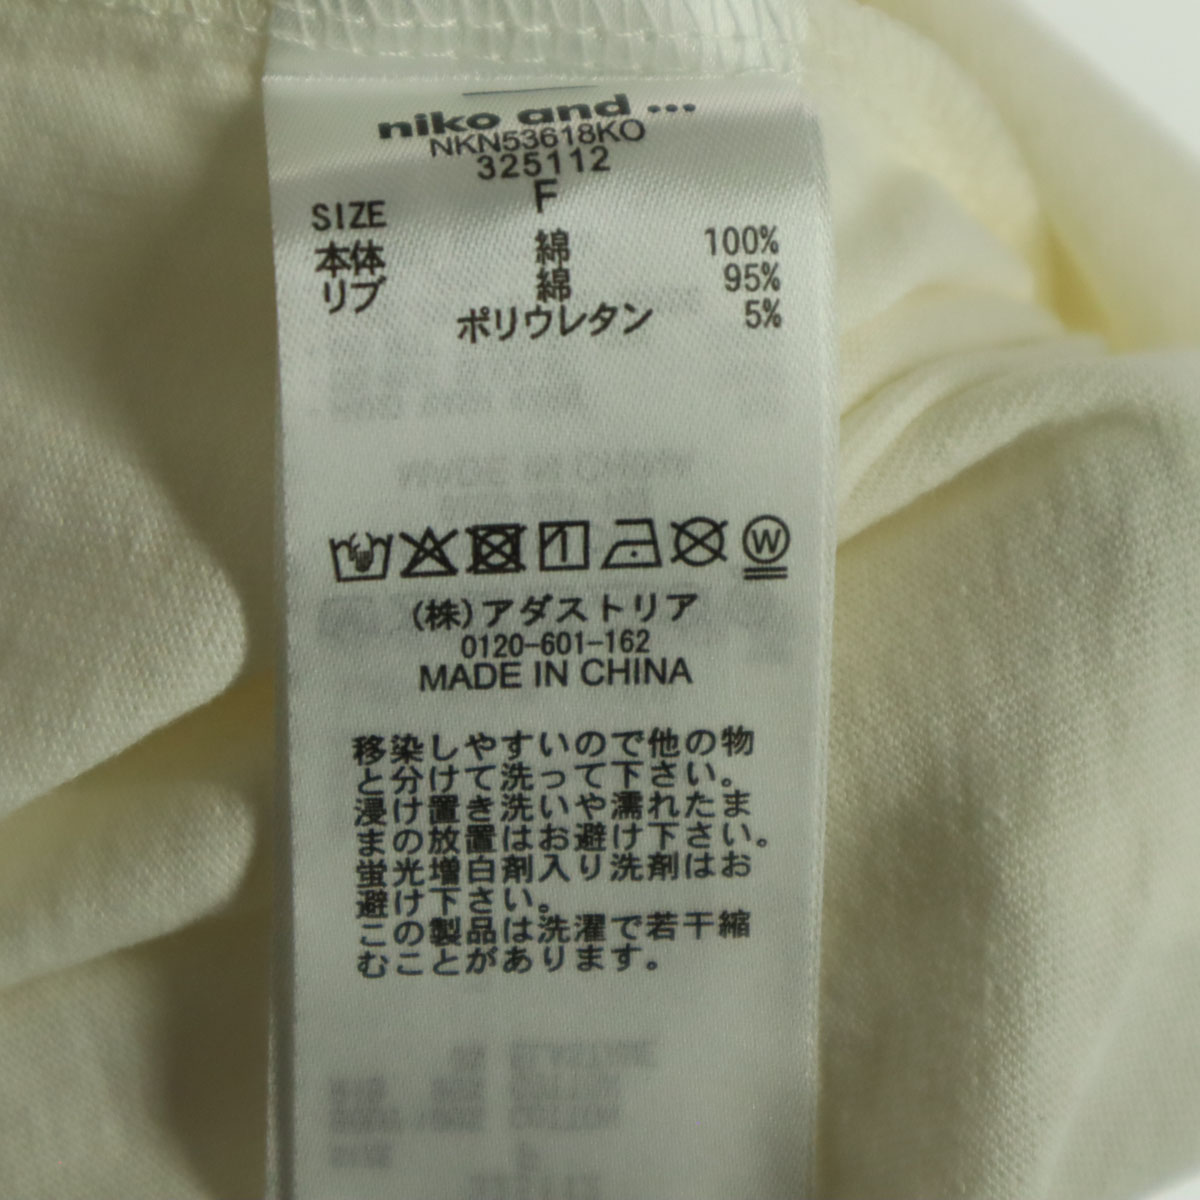 niko and ...
NKN53618KO
325112
SIZE F
本体 綿 100%
リブ 綿 95%
ポリウレタン 5%
W
(株)アダストリア
0120-601-162
MADE IN CHINA
移染しやすいので他の物
と分けて洗って下さい。
浸け置き洗いや濡れたま
まの放置はお避け下さい。
蛍光増白剤入り洗剤はお
避け下さい。
この製品は洗濯で若干縮
むことがあります。